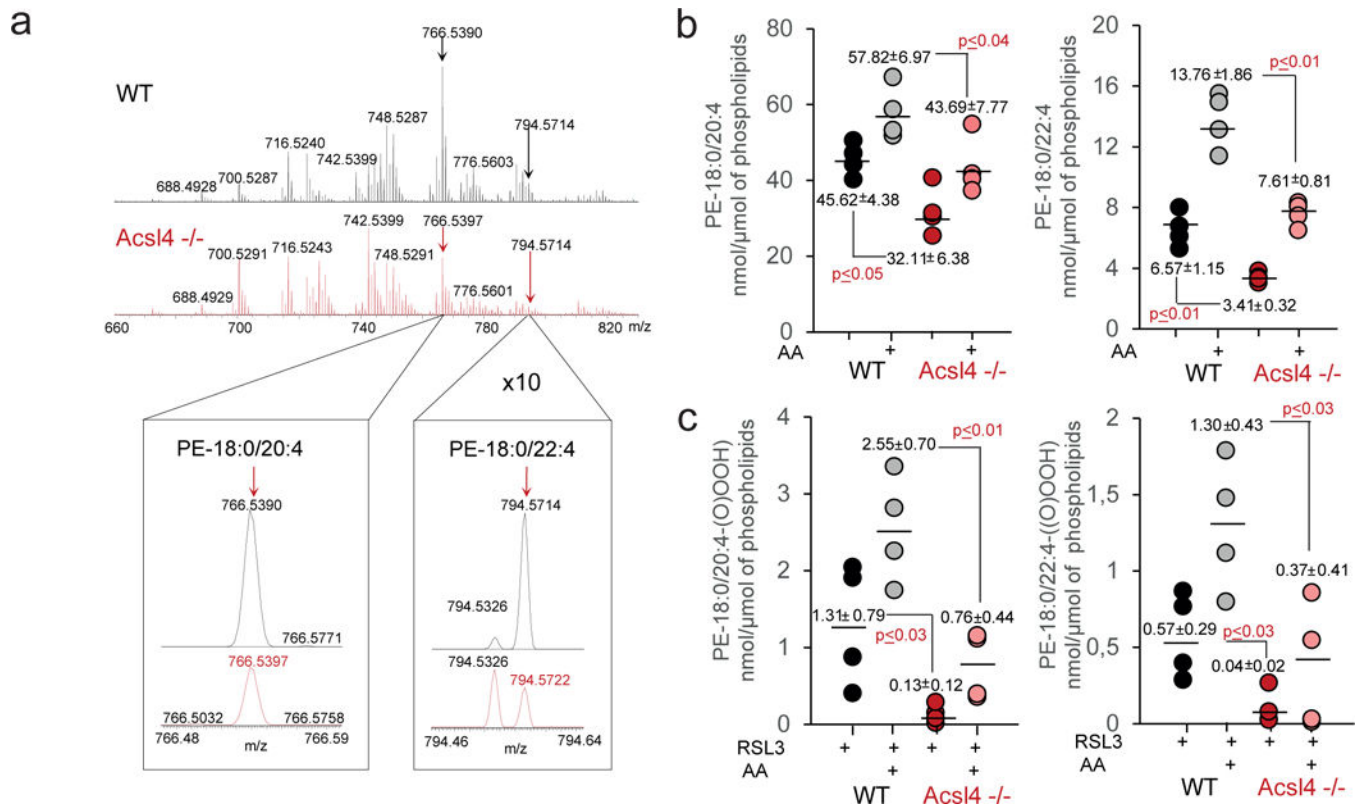 a
766.5390
WT
748.5287
794.5714
716.5240
742.5399
776.5603
700.5287
688.4928
Acsl4 -/-
742.5399
766.5397
794.5714
700.5291
716.5243
748.5291
688.4929
776.5601
660 700 740 780 820 m/z
x10
PE-18:0/20:4
766.5390
766.5771
766.5397
766.5032
766.5758
766.48 m/z 766.59
PE-18:0/22:4
794.5714
794.5326
794.5326
794.5722
794.46 m/z 794.64
b
PE-18:0/20:4
nmol/µmol of phospholipids
80
60
40
20
0
p≤0.04
57.82±6.97
43.69±7.77
45.62±4.38
32.11±6.38
p≤0.05
AA + +
WT Acsl4 -/-
PE-18:0/22:4
nmol/µmol of phospholipids
20
16
12
8
4
0
p≤0.01
13.76±1.86
7.61±0.81
6.57±1.15
3.41±0.32
p≤0.01
AA + +
WT Acsl4 -/-
c
PE-18:0/20:4-(O)OOH)
nmol/µmol of phospholipids
4
3
2
1
0
p≤0.01
2.55±0.70
1.31±0.79
0.76±0.44
p≤0.03
0.13±0.12
RSL3 + + + +
AA + +
WT Acsl4 -/-
PE-18:0/22:4-((O)OOH)
nmol/µmol of phospholipids
2
1,5
1
0,5
0
p≤0.03
1.30±0.43
0.37±0.41
0.57±0.29
p≤0.03
0.04±0.02
RSL3 + + + +
AA + +
WT Acsl4 -/-